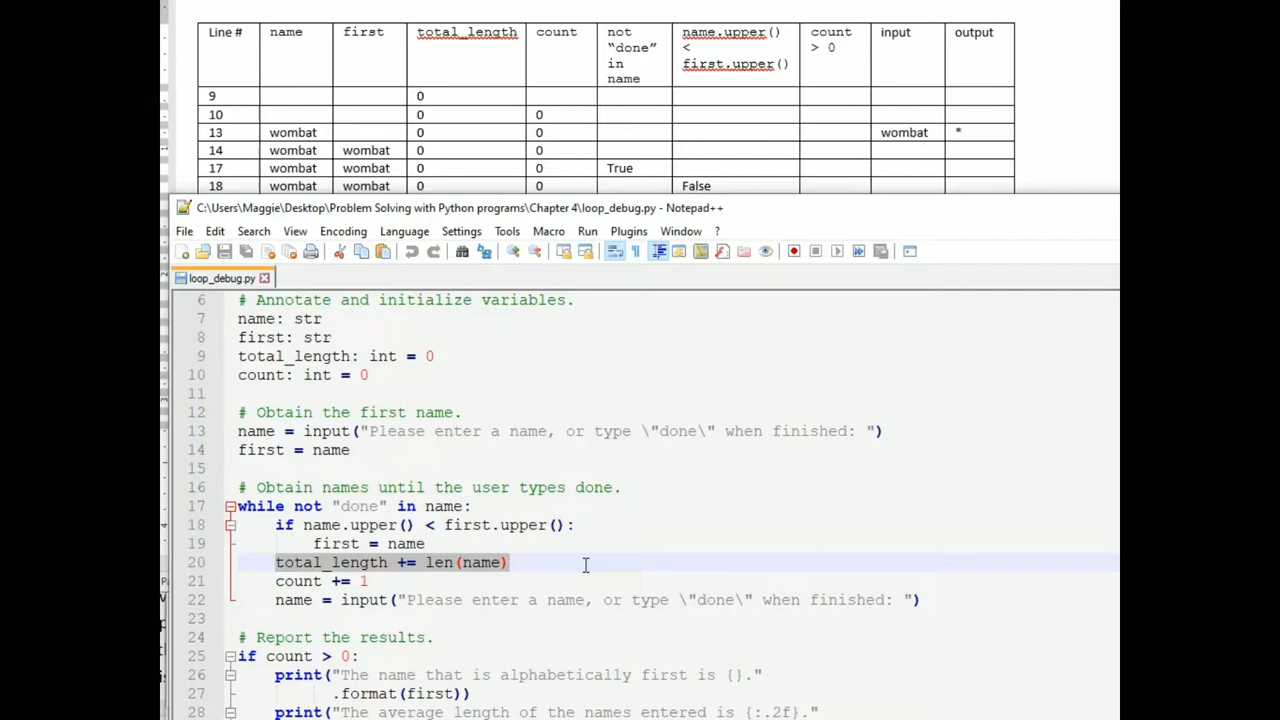 Line # name first total_length count not name.upper() count input output
"done" < > 0
in first.upper()
name
9 0
10 0 0
13 wombat 0 0 wombat *
14 wombat wombat 0 0
17 wombat wombat 0 0 True
18 wombat wombat 0 0 False
C:\Users\Maggie\Desktop\Problem Solving with Python programs\Chapter 4\loop_debug.py - Notepad++
File Edit Search View Encoding Language Settings Tools Macro Run Plugins Window ?
loop_debug.py
6 # Annotate and initialize variables.
7 name: str
8 first: str
9 total_length: int = 0
10 count: int = 0
11
12 # Obtain the first name.
13 name = input("Please enter a name, or type \"done\" when finished: ")
14 first = name
15
16 # Obtain names until the user types done.
17 while not "done" in name:
18 if name.upper() < first.upper():
19 first = name
20 total_length += len(name)
21 count += 1
22 name = input("Please enter a name, or type \"done\" when finished: ")
23
24 # Report the results.
25 if count > 0:
26 print("The name that is alphabetically first is {}."
27 .format(first))
28 print("The average length of the names entered is {:.2f}."